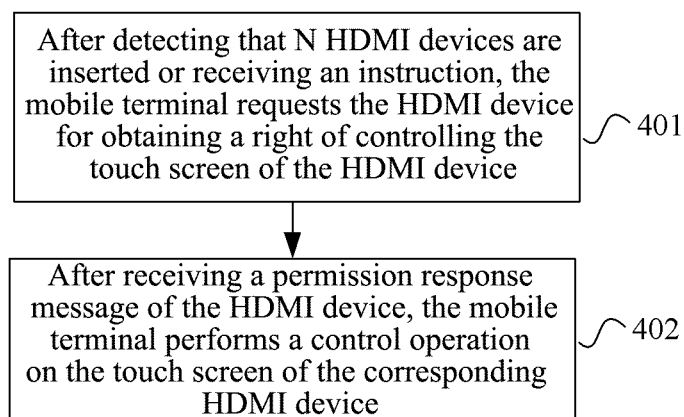 After detecting that N HDMI devices are
inserted or receiving an instruction, the
mobile terminal requests the HDMI device
for obtaining a right of controlling the
touch screen of the HDMI device
401
After receiving a permission response
message of the HDMI device, the mobile
terminal performs a control operation
on the touch screen of the corresponding
HDMI device
402